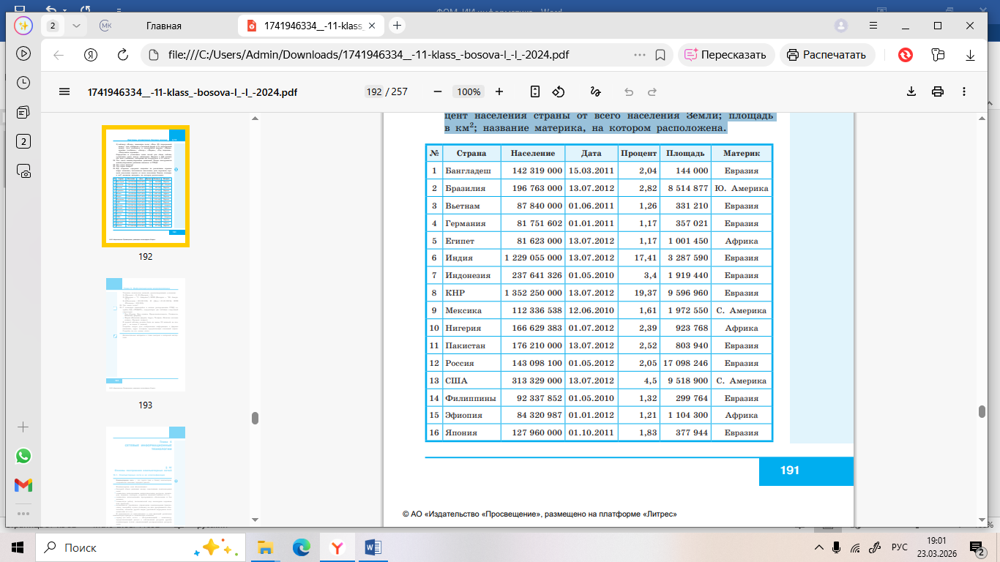 2
Главная
1741946334__-11-klass_
file:///C:/Users/Admin/Downloads/1741946334__-11-klass_-bosova-l_-l_-2024.pdf
Пересказать
Распечатать
1741946334__-11-klass_-bosova-l_-l_-2024.pdf
192 / 257
100%
2
192
193
цент населения страны от всего населения Земли; площадь
в км²; название материка, на котором расположена.
№ Страна Население Дата Процент Площадь Материк
1 Бангладеш 142 319 000 15.03.2011 2,04 144 000 Евразия
2 Бразилия 196 763 000 13.07.2012 2,82 8 514 877 Ю. Америка
3 Вьетнам 87 840 000 01.06.2011 1,26 331 210 Евразия
4 Германия 81 751 602 01.01.2011 1,17 357 021 Евразия
5 Египет 81 623 000 13.07.2012 1,17 1 001 450 Африка
6 Индия 1 229 055 000 13.07.2012 17,41 3 287 590 Евразия
7 Индонезия 237 641 326 01.05.2010 3,4 1 919 440 Евразия
8 КНР 1 352 250 000 13.07.2012 19,37 9 596 960 Евразия
9 Мексика 112 336 538 12.06.2010 1,61 1 972 550 С. Америка
10 Нигерия 166 629 383 01.07.2012 2,39 923 768 Африка
11 Пакистан 176 210 000 13.07.2012 2,52 803 940 Евразия
12 Россия 143 098 100 01.05.2012 2,05 17 098 246 Евразия
13 США 313 329 000 13.07.2012 4,5 9 518 900 С. Америка
14 Филиппины 92 337 852 01.05.2010 1,32 299 764 Евразия
15 Эфиопия 84 320 987 01.01.2012 1,21 1 104 300 Африка
16 Япония 127 960 000 01.10.2011 1,83 377 944 Евразия
191
© АО «Издательство «Просвещение», размещено на платформе «Литрес»
Поиск
РУС
19:01
23.03.2026
2